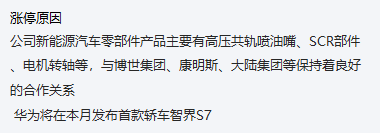 涨停原因
公司新能源汽车零部件产品主要有高压共轨喷油嘴、SCR部件
、电机转轴等，与博世集团、康明斯、大陆集团等保持着良好
的合作关系
华为将在本月发布首款轿车智界S7